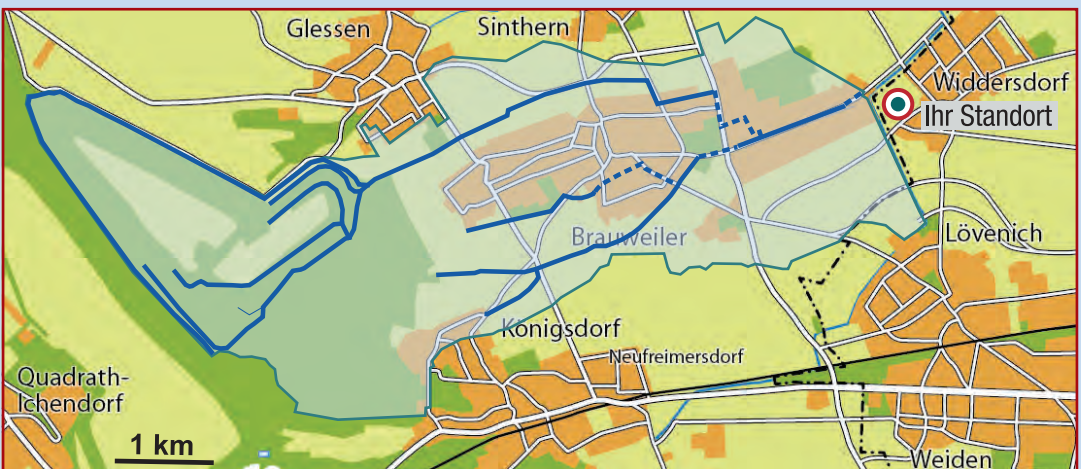 Glessen
Sinthern
Widdersdorf
Ihr Standort
Brauweiler
Lövenich
Königsdorf
Neufreimersdorf
Quadrath-
Ichendorf
1 km
Weiden